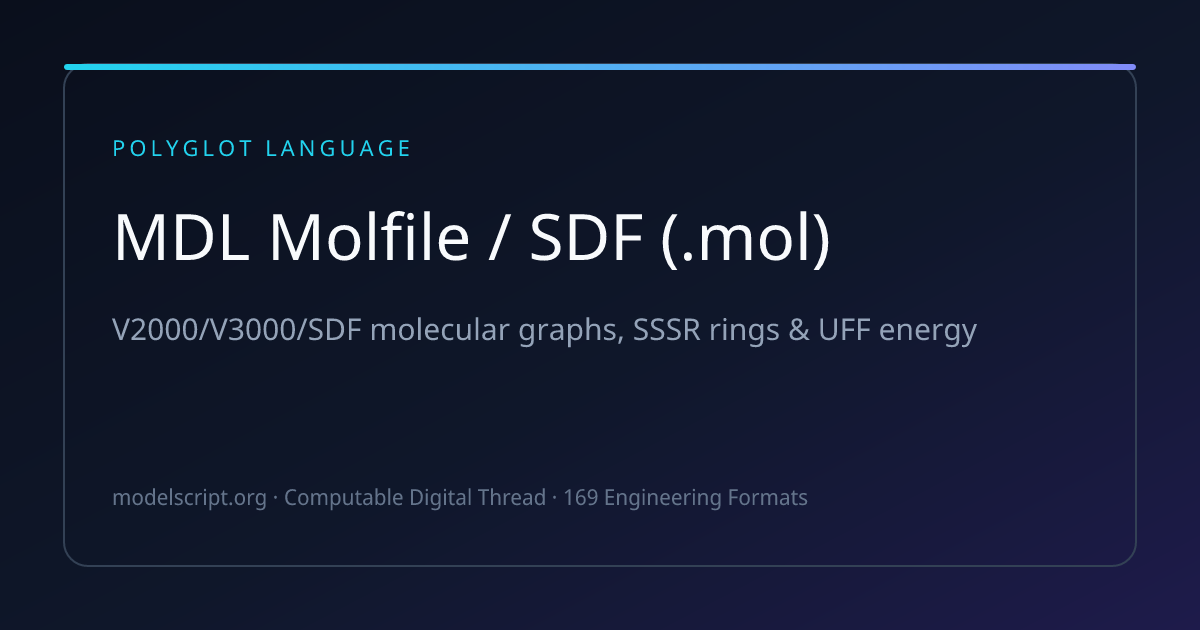 POLYGLOT LANGUAGE
MDL Molfile / SDF (.mol)
V2000/V3000/SDF molecular graphs, SSSR rings & UFF energy
modelscript.org · Computable Digital Thread · 169 Engineering Formats